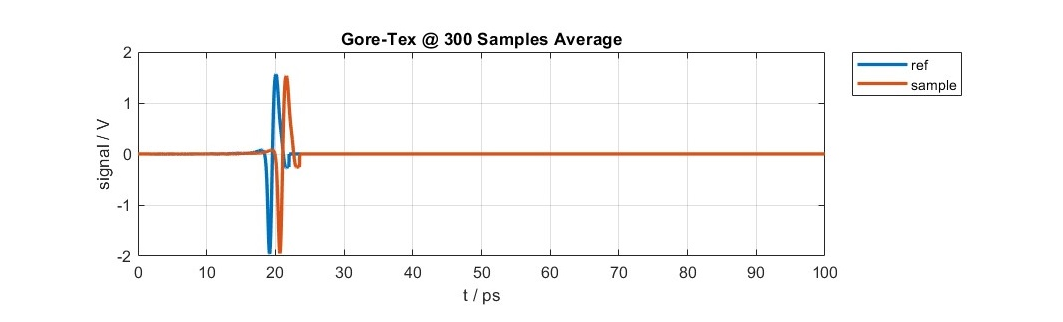 Gore-Tex @ 300 Samples Average
ref
sample
signal / V
2
1
0
-1
-2
0 10 20 30 40 50 60 70 80 90 100
t / ps